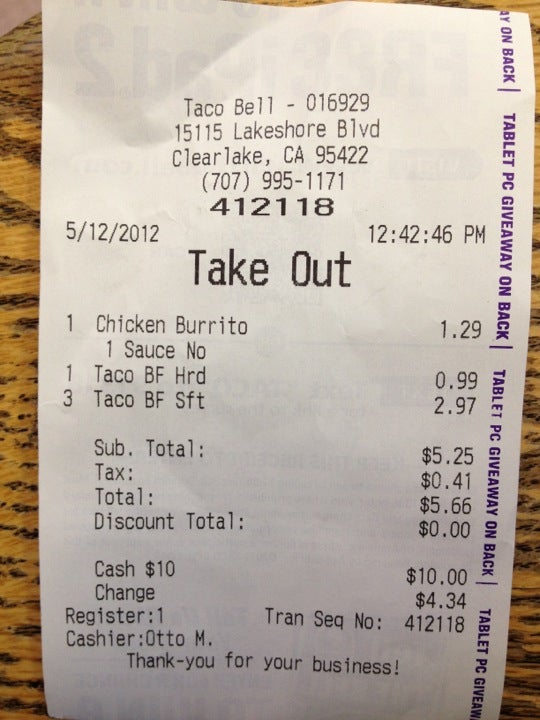 Taco Bell - 016929
15115 Lakeshore Blvd
Clearlake, CA 95422
(707) 995-1171
412118
5/12/2012 12:42:46 PM
Take Out
1 Chicken Burrito 1.29
1 Sauce No
1 Taco BF Hrd 0.99
3 Taco BF Sft 2.97
Sub. Total: $5.25
Tax: $0.41
Total: $5.66
Discount Total: $0.00
Cash $10 $10.00
Change $4.34
Register:1 Tran Seq No: 412118
Cashier:Otto M.
Thank-you for your business!
AY ON BACK | TABLET PC GIVEAWAY ON BACK | TABLET PC GIVEAWAY ON BACK | TABLET PC GIVEAW